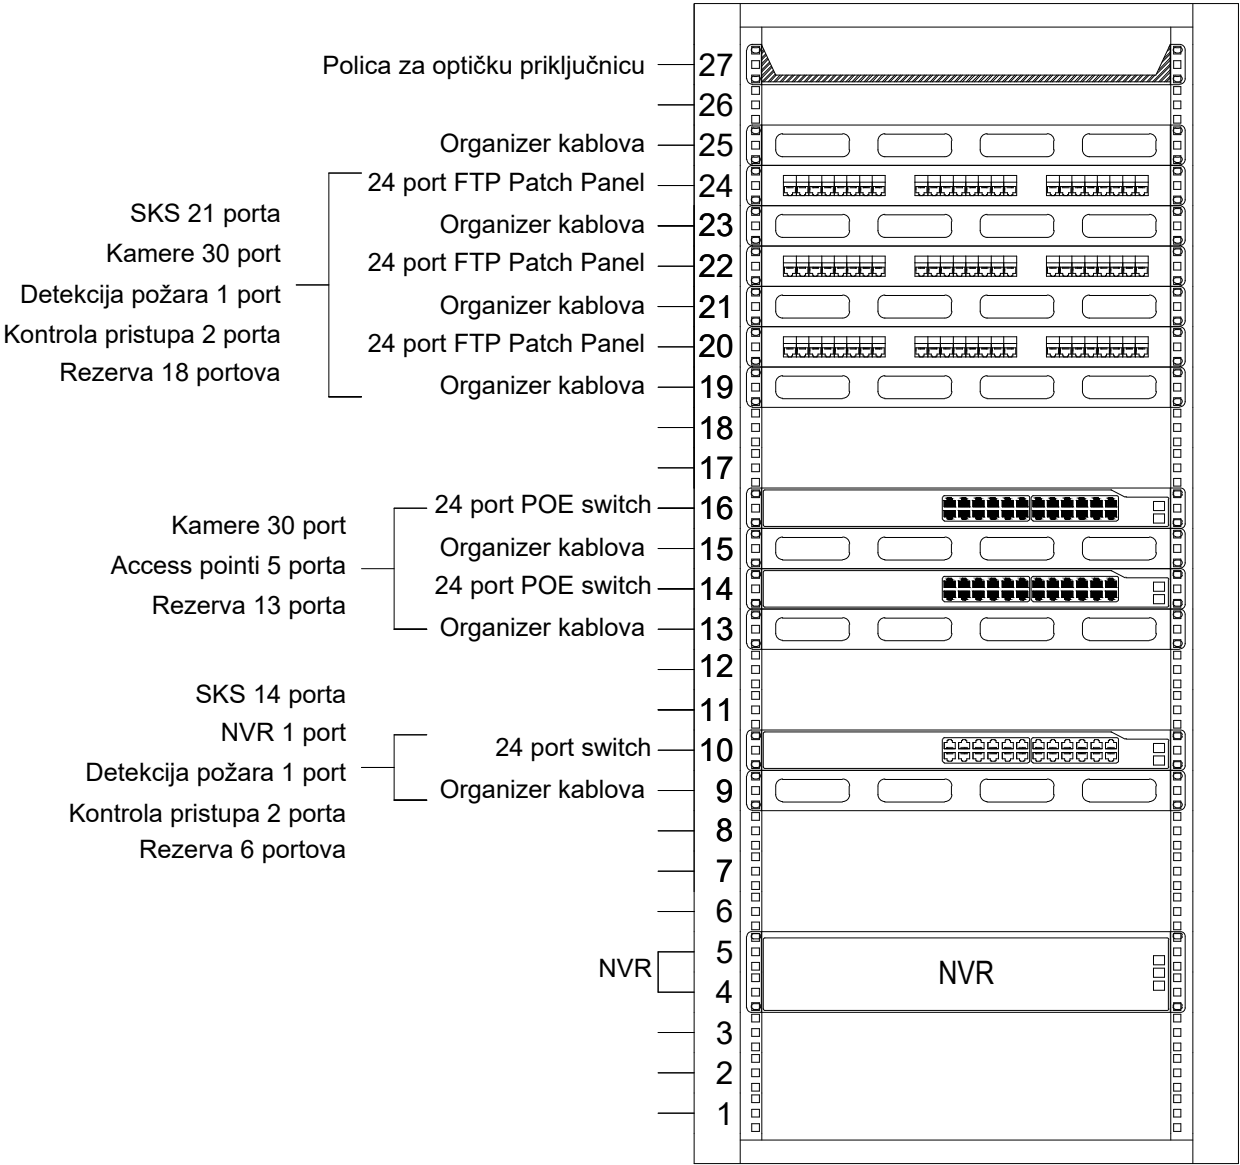 Polica za optičku priključnicu
27
26
Organizer kablova
25
24 port FTP Patch Panel
24
Organizer kablova
23
24 port FTP Patch Panel
22
Organizer kablova
21
24 port FTP Patch Panel
20
Organizer kablova
19
SKS 21 porta
Kamere 30 port
Detekcija požara 1 port
Kontrola pristupa 2 porta
Rezerva 18 portova
18
17
24 port POE switch
16
Organizer kablova
15
24 port POE switch
14
Organizer kablova
13
Kamere 30 port
Access pointi 5 porta
Rezerva 13 porta
12
11
24 port switch
10
Organizer kablova
9
SKS 14 porta
NVR 1 port
Detekcija požara 1 port
Kontrola pristupa 2 porta
Rezerva 6 portova
8
7
6
NVR
5
4
NVR
3
2
1